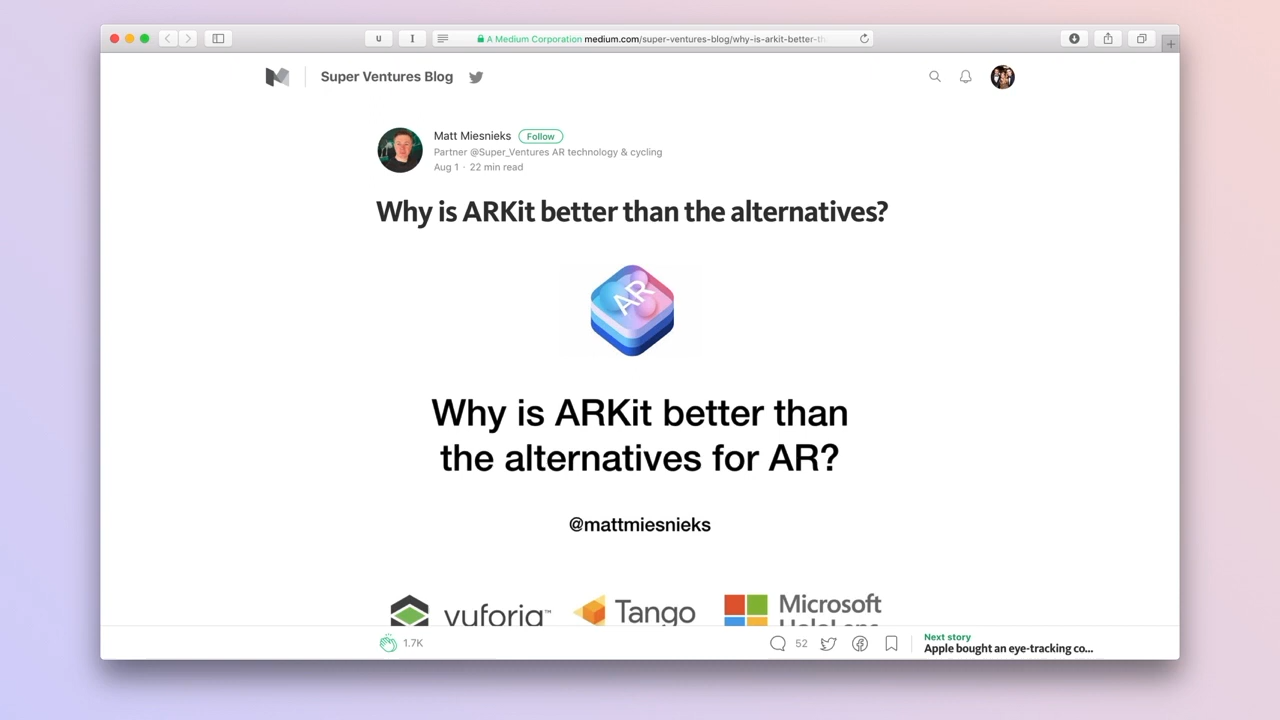 U
I
A Medium Corporation medium.com/super-ventures-blog/why-is-arkit-better-th
Super Ventures Blog
Matt Miesnieks Follow
Partner @Super_Ventures AR technology & cycling
Aug 1 · 22 min read
Why is ARKit better than the alternatives?
AR
Why is ARKit better than
the alternatives for AR?
@mattmiesnieks
vuforia™ Tango Microsoft
HoloLens
1.7K
52
Next story
Apple bought an eye-tracking co...